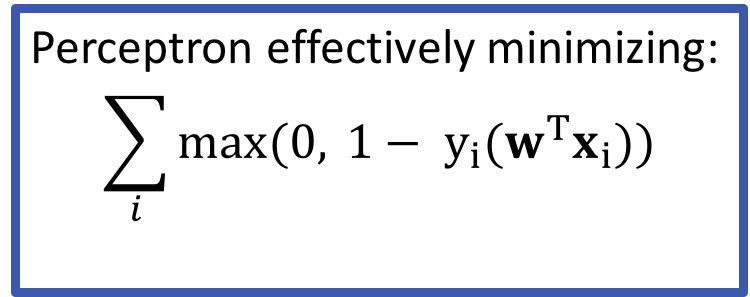 Perceptron effectively minimizing:
∑ᵢ max(0, 1 − yᵢ(𝐰ᵀ𝐱ᵢ))